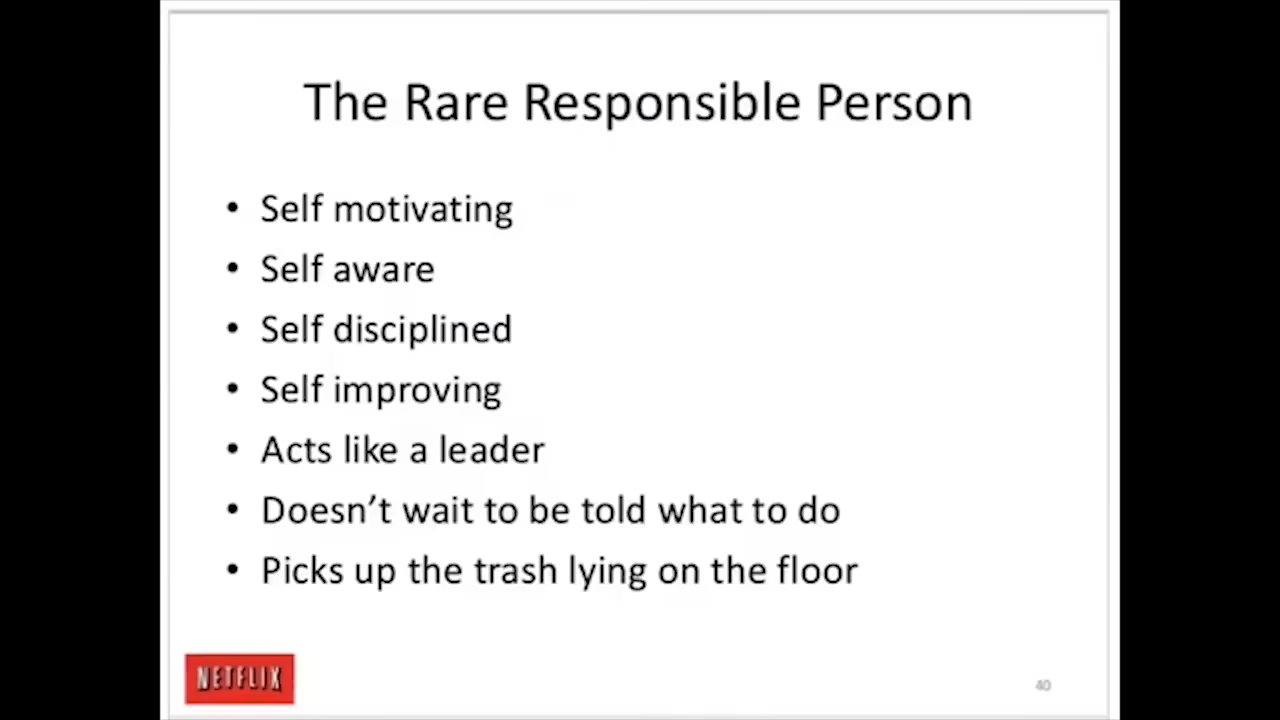 The Rare Responsible Person
• Self motivating
• Self aware
• Self disciplined
• Self improving
• Acts like a leader
• Doesn’t wait to be told what to do
• Picks up the trash lying on the floor
NETFLIX
40